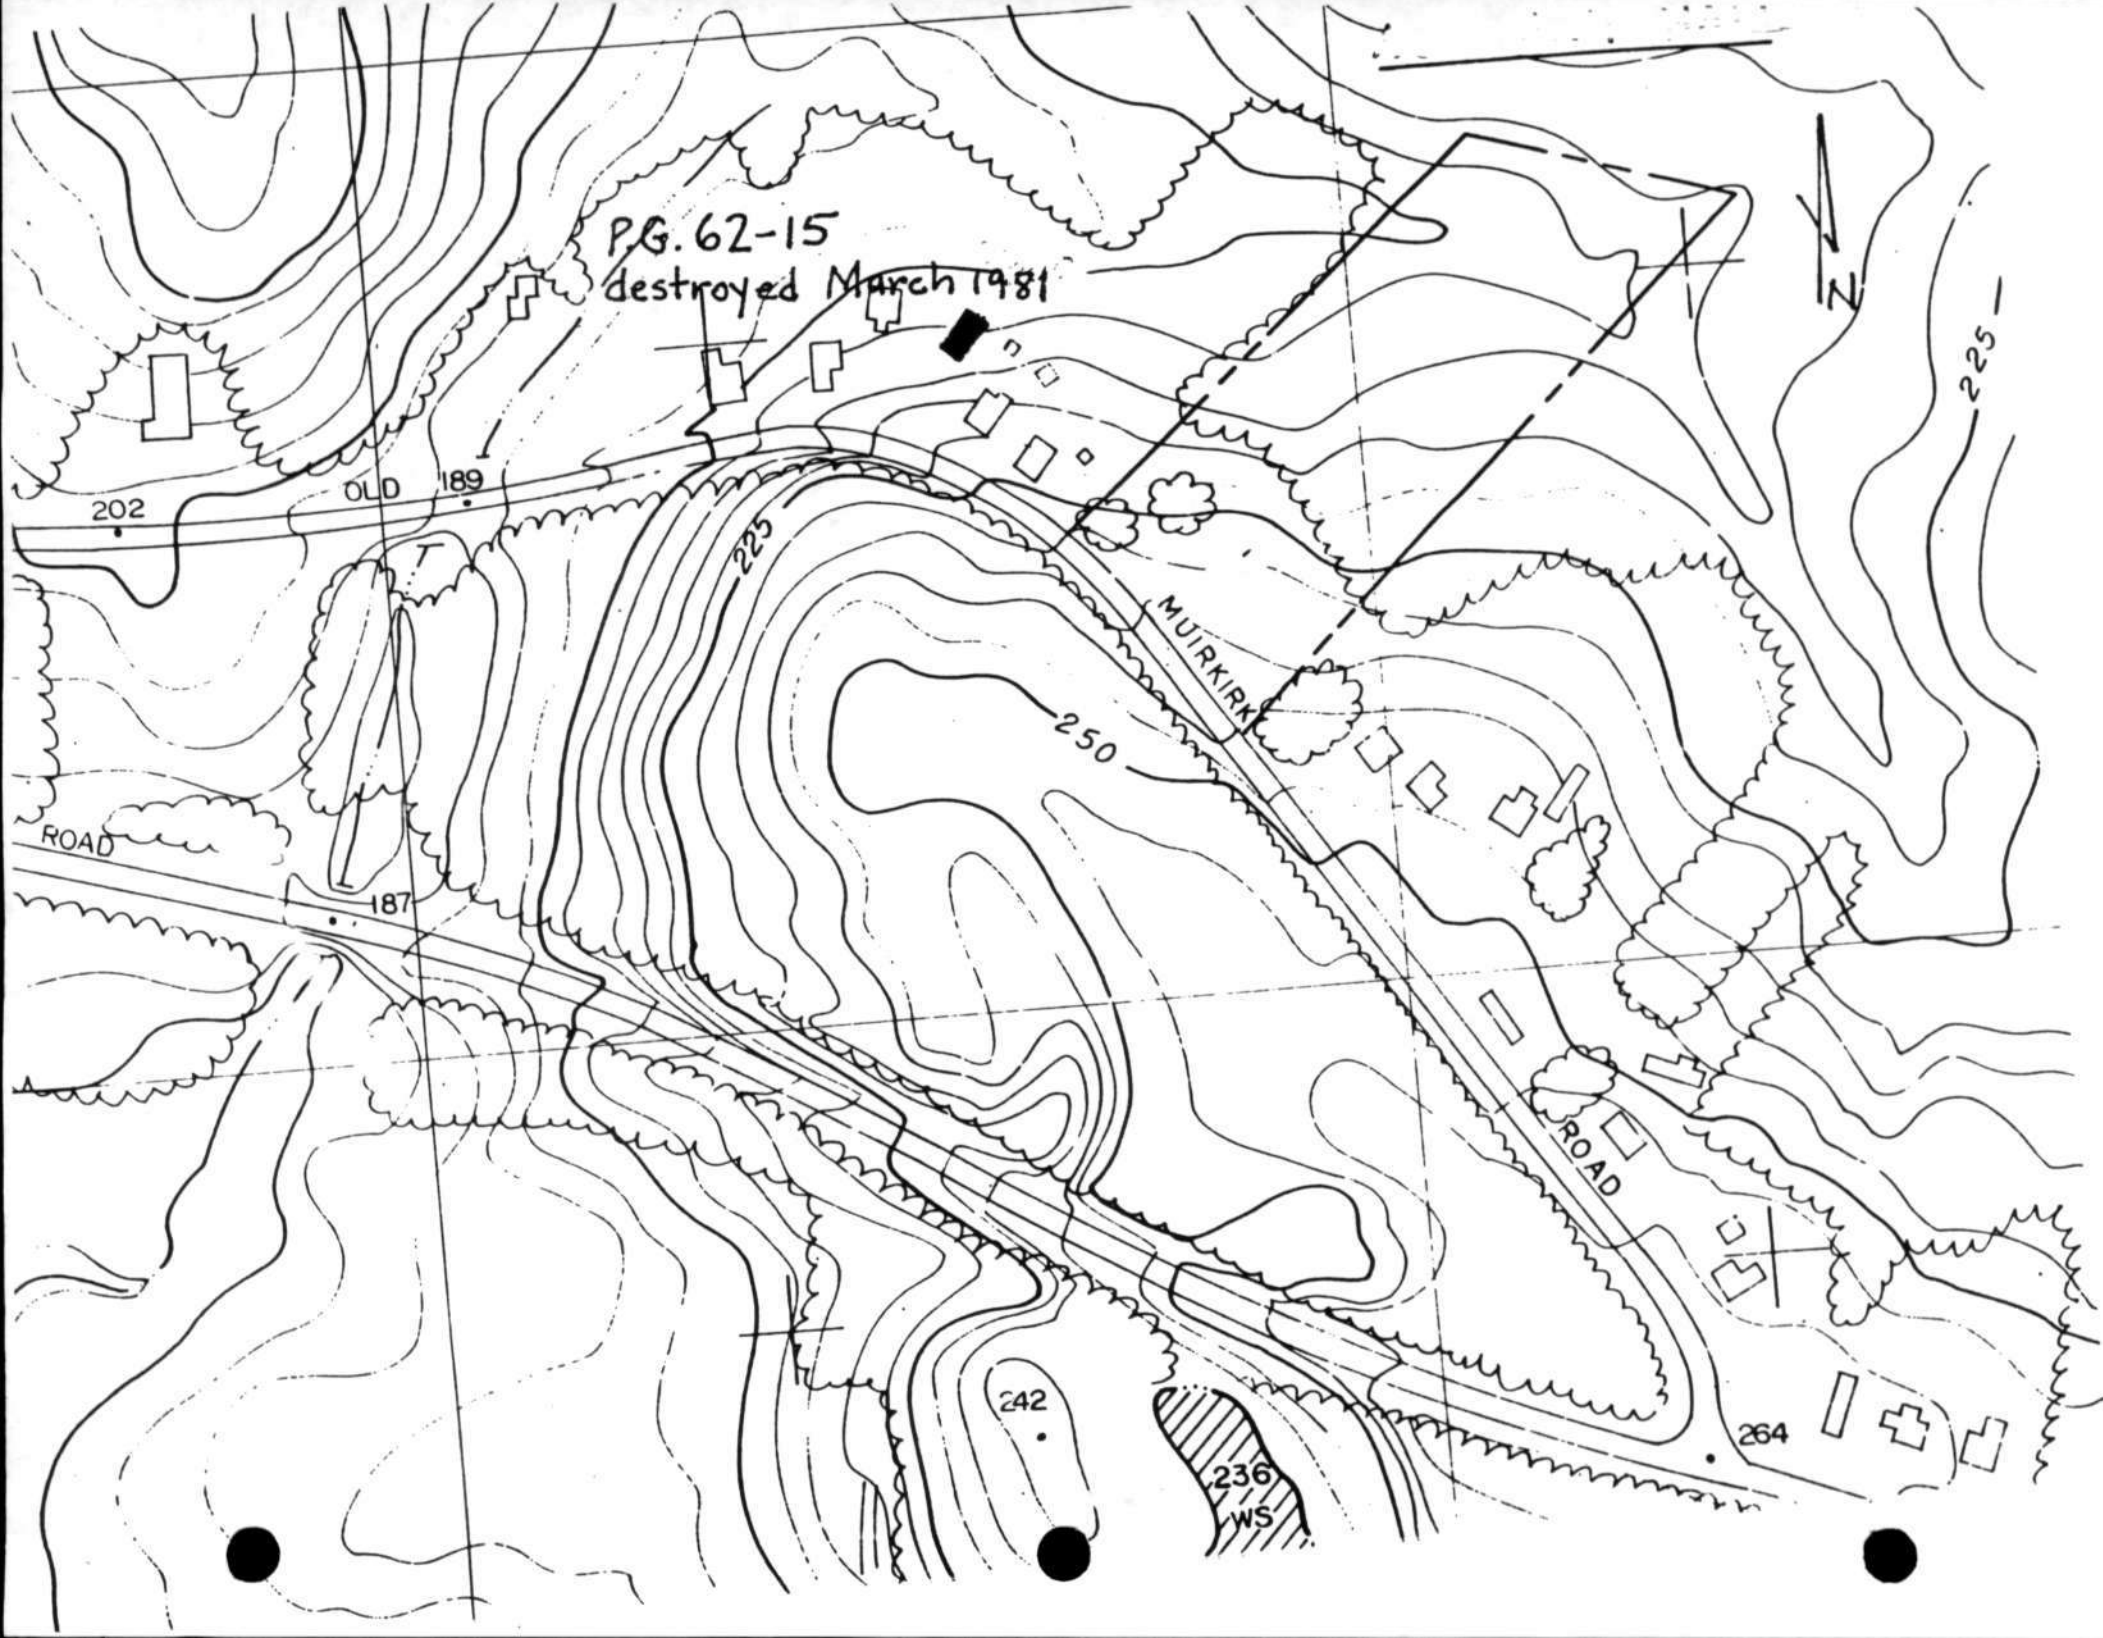 P.G. 62-15
destroyed March 1981
N
225
OLD
189
202
225
MUIRKIRK
250
ROAD
187
ROAD
242
236
WS
264